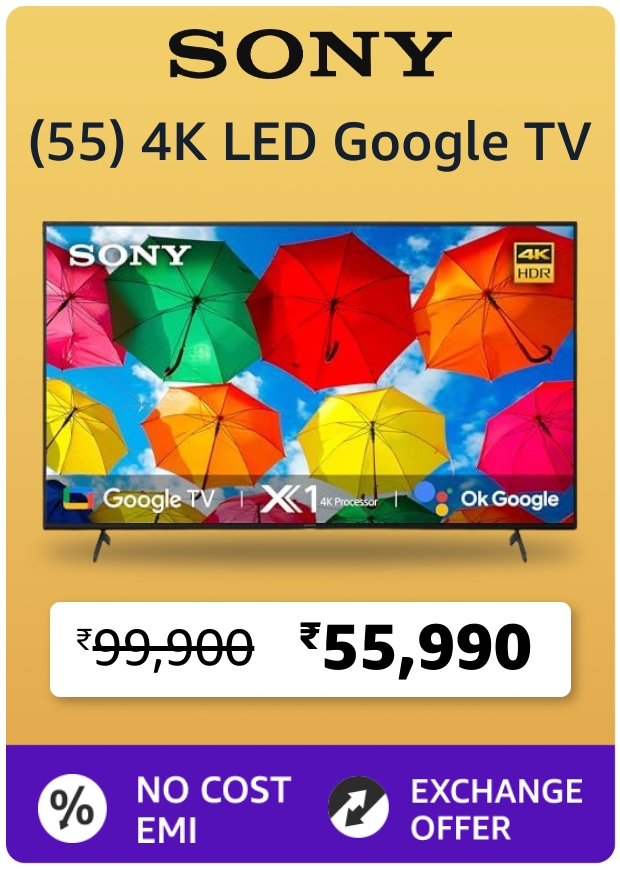 SONY
(55) 4K LED Google TV
SONY
4K
HDR
Google TV | X1 4K Processor | Ok Google
₹99,900 ₹55,990
% NO COST
EMI
EXCHANGE
OFFER